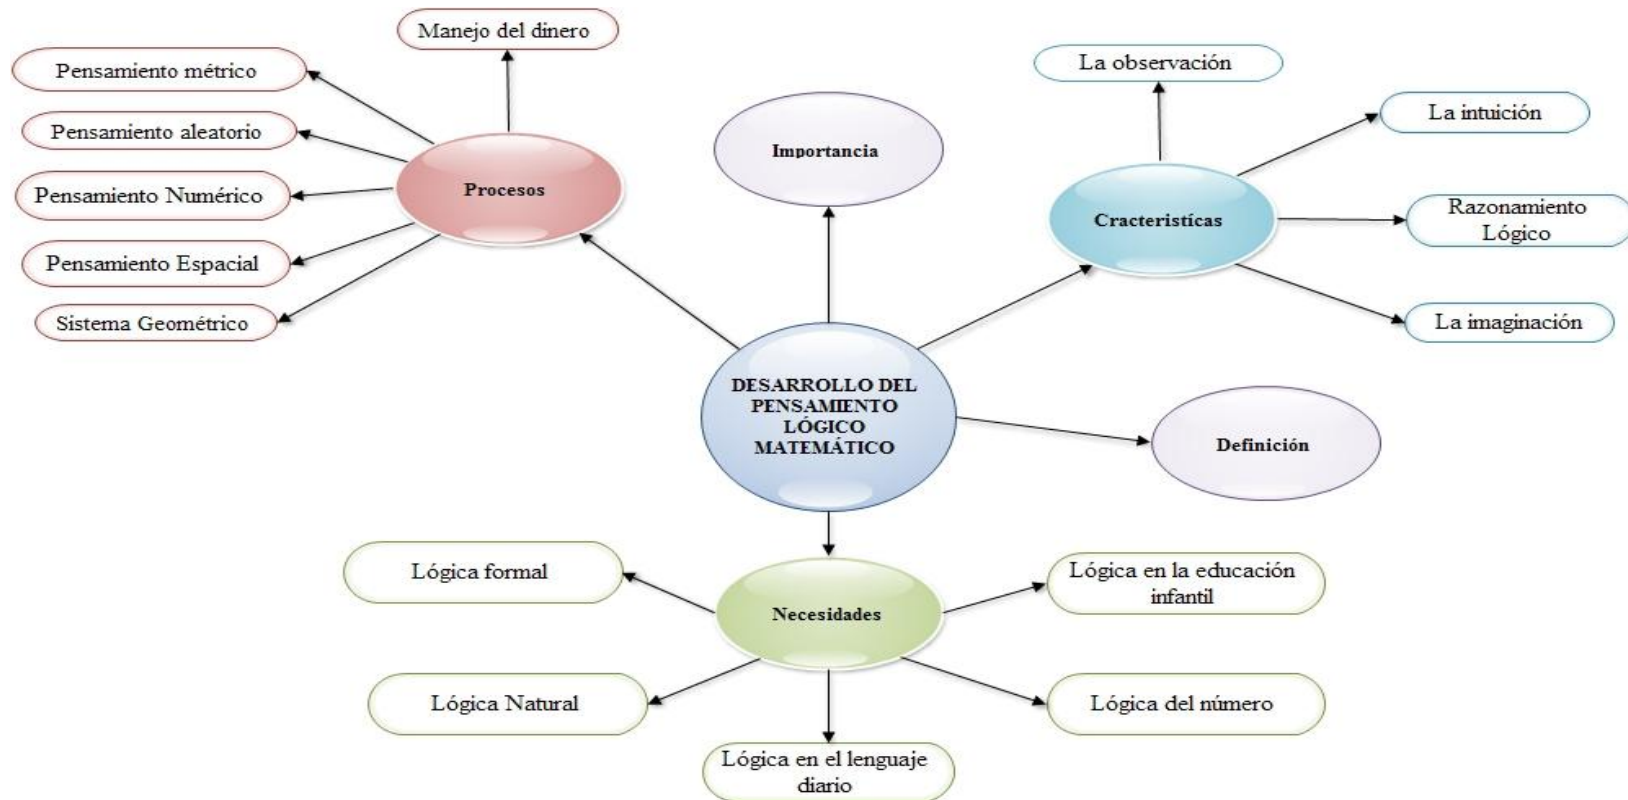 Manejo del dinero
Pensamiento métrico
Pensamiento aleatorio
Pensamiento Numérico
Pensamiento Espacial
Sistema Geométrico
Procesos
Importancia
La observación
La intuición
Razonamiento
Lógico
La imaginación
Cracteristícas
DESARROLLO DEL
PENSAMIENTO
LÓGICO
MATEMÁTICO
Definición
Necesidades
Lógica formal
Lógica Natural
Lógica en el lenguaje
diario
Lógica en la educación
infantil
Lógica del número